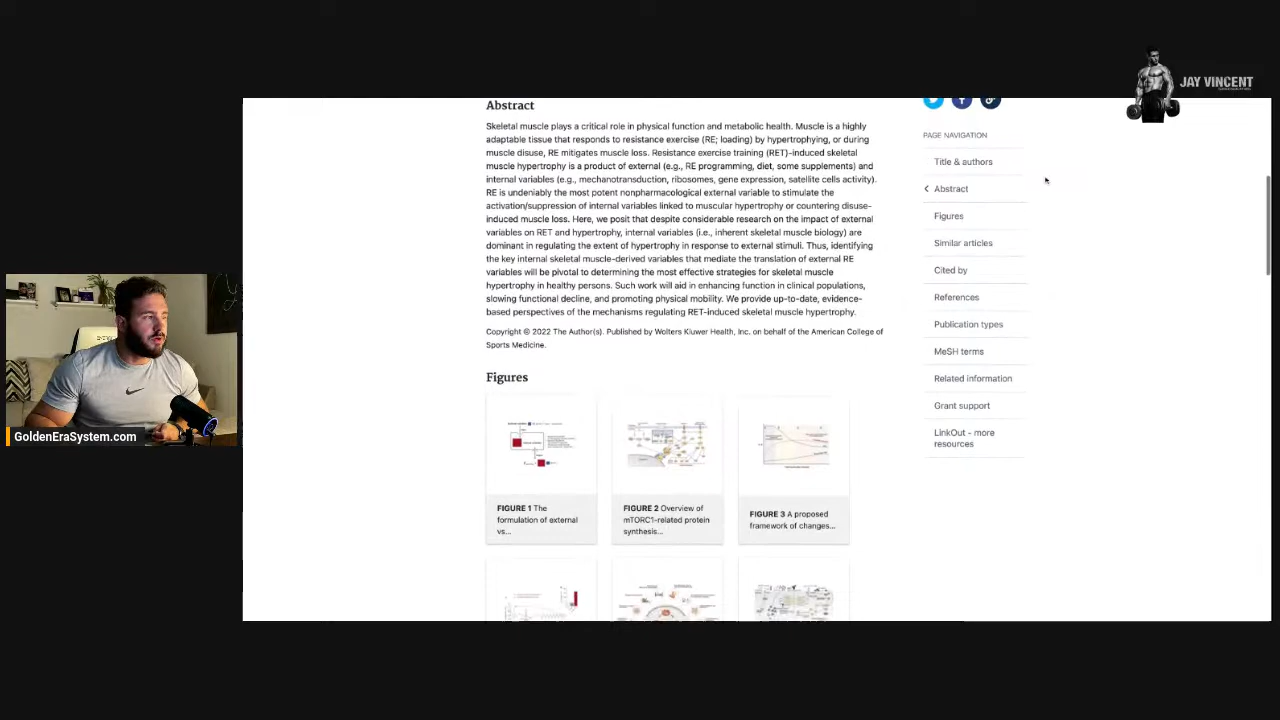 JAY VINCENT
Abstract
Skeletal muscle plays a critical role in physical function and metabolic health. Muscle is a highly
adaptable tissue that responds to resistance exercise (RE; loading) by hypertrophying, or during
muscle disuse, RE mitigates muscle loss. Resistance exercise training (RET)-induced skeletal
muscle hypertrophy is a product of external (e.g., RE programming, diet, some supplements) and
internal variables (e.g., mechanotransduction, ribosomes, gene expression, satellite cells activity).
RE is undeniably the most potent nonpharmacological external variable to stimulate the
activation/suppression of internal variables linked to muscular hypertrophy or countering disuse-
induced muscle loss. Here, we posit that despite considerable research on the impact of external
variables on RET and hypertrophy, internal variables (i.e., inherent skeletal muscle biology) are
dominant in regulating the extent of hypertrophy in response to external stimuli. Thus, identifying
the key internal skeletal muscle-derived variables that mediate the translation of external RE
variables will be pivotal to determining the most effective strategies for skeletal muscle
hypertrophy in healthy persons. Such work will aid in enhancing function in clinical populations,
slowing functional decline, and promoting physical mobility. We provide up-to-date, evidence-
based perspectives of the mechanisms regulating RET-induced skeletal muscle hypertrophy.
Copyright © 2022 The Author(s). Published by Wolters Kluwer Health, Inc. on behalf of the American College of
Sports Medicine.
Figures
FIGURE 1 The
formulation of external
vs...
FIGURE 2 Overview of
mTORC1-related protein
synthesis...
FIGURE 3 A proposed
framework of changes...
PAGE NAVIGATION
Title & authors
Abstract
Figures
Similar articles
Cited by
References
Publication types
MeSH terms
Related information
Grant support
LinkOut - more
resources
GoldenEraSystem.com